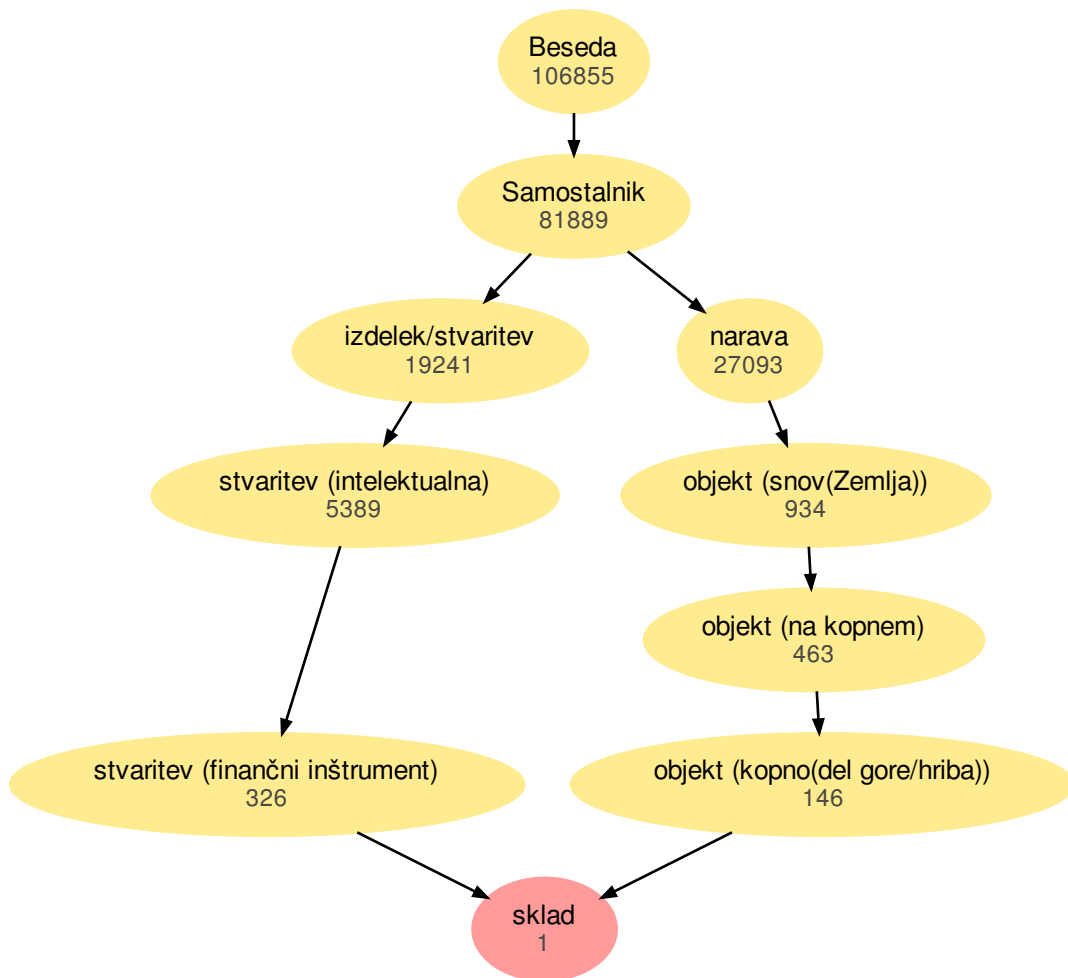 Beseda
106855
Samostalnik
81889
izdelek/stvaritev
19241
narava
27093
stvaritev (intelektualna)
5389
objekt (snov(Zemlja))
934
objekt (na kopnem)
463
stvaritev (finančni inštrument)
326
objekt (kopno(del gore/hriba))
146
sklad
1